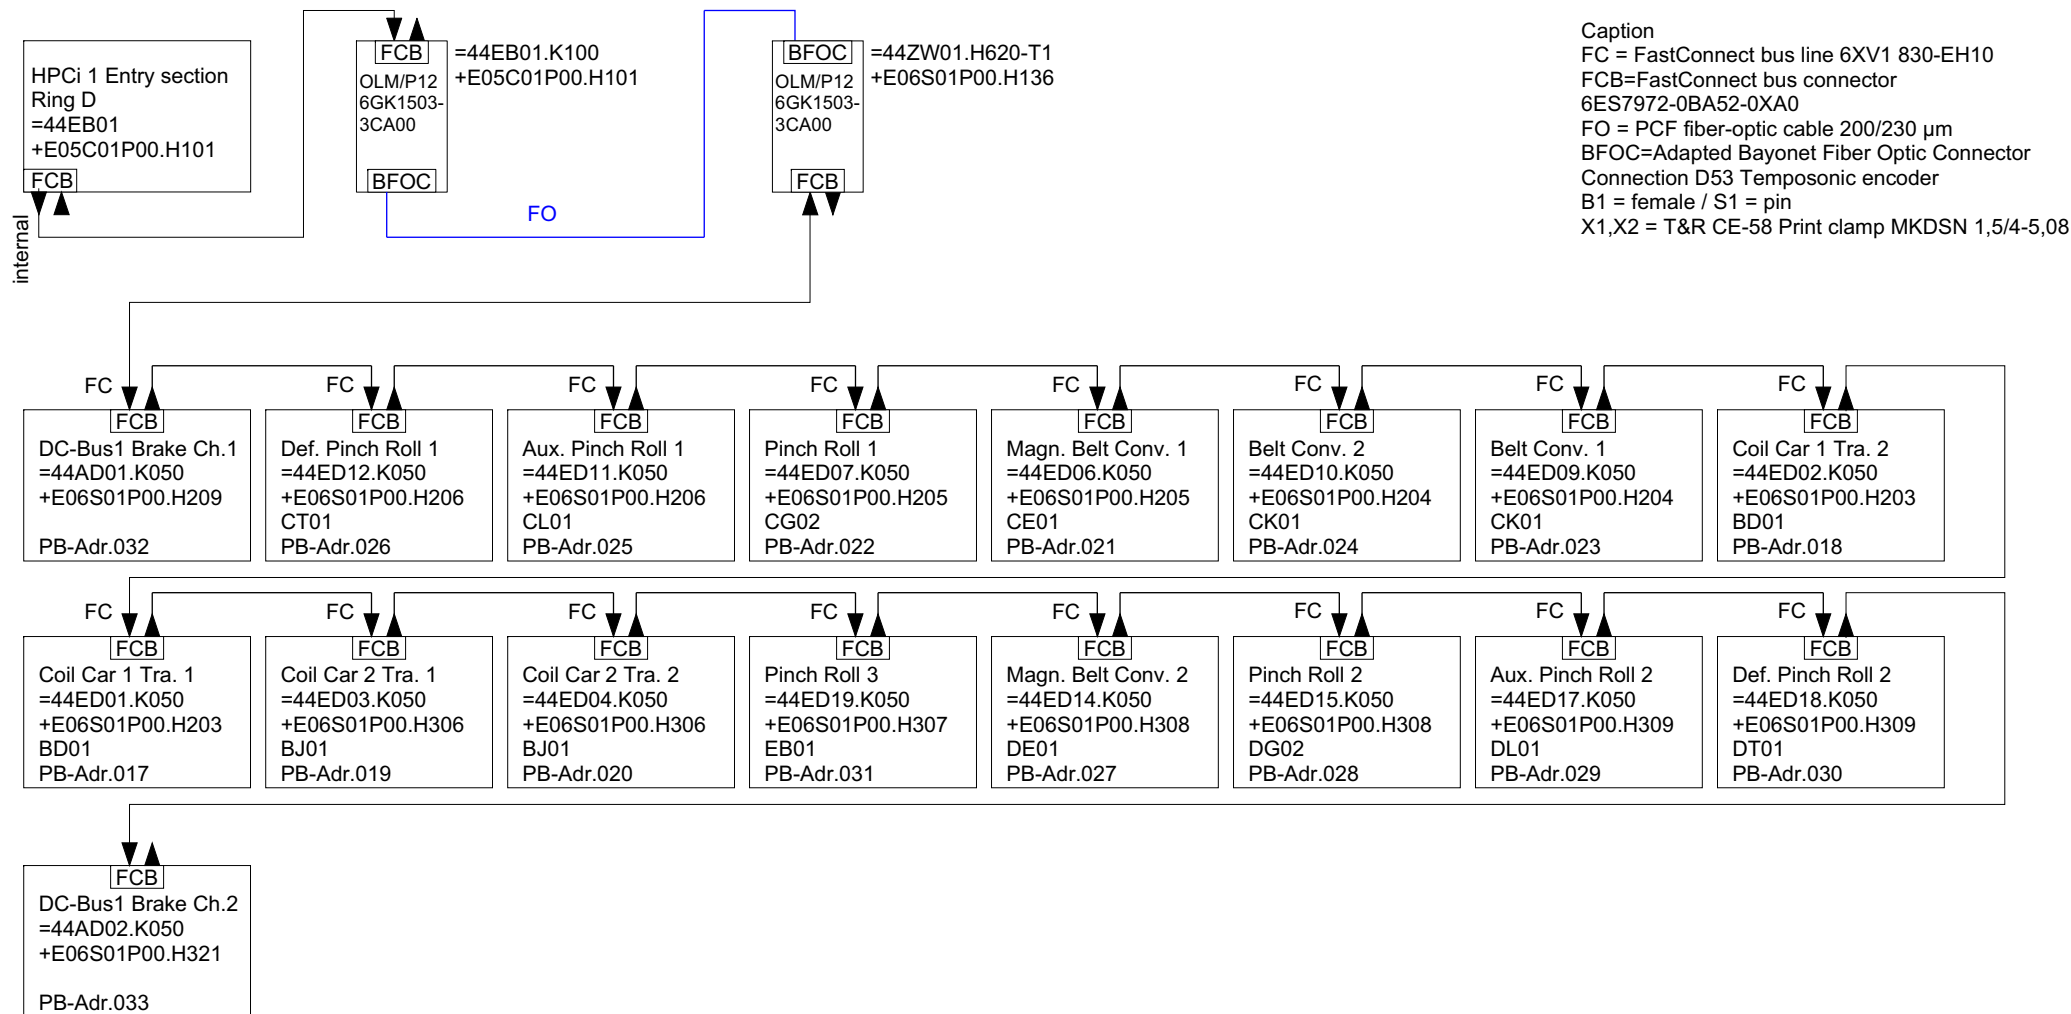 HPCi 1 Entry section
Ring D
=44EB01
+E05C01P00.H101
FCB
internal
FCB
OLM/P12
6GK1503-
3CA00
BFOC
=44EB01.K100
+E05C01P00.H101
FO
BFOC
OLM/P12
6GK1503-
3CA00
FCB
=44ZW01.H620-T1
+E06S01P00.H136
Caption
FC = FastConnect bus line 6XV1 830-EH10
FCB=FastConnect bus connector
6ES7972-0BA52-0XA0
FO = PCF fiber-optic cable 200/230 µm
BFOC=Adapted Bayonet Fiber Optic Connector
Connection D53 Temposonic encoder
B1 = female / S1 = pin
X1,X2 = T&R CE-58 Print clamp MKDSN 1,5/4-5,08
FC
FCB
DC-Bus1 Brake Ch.1
=44AD01.K050
+E06S01P00.H209
PB-Adr.032
FC
FCB
Def. Pinch Roll 1
=44ED12.K050
+E06S01P00.H206
CT01
PB-Adr.026
FC
FCB
Aux. Pinch Roll 1
=44ED11.K050
+E06S01P00.H206
CL01
PB-Adr.025
FC
FCB
Pinch Roll 1
=44ED07.K050
+E06S01P00.H205
CG02
PB-Adr.022
FC
FCB
Magn. Belt Conv. 1
=44ED06.K050
+E06S01P00.H205
CE01
PB-Adr.021
FC
FCB
Belt Conv. 2
=44ED10.K050
+E06S01P00.H204
CK01
PB-Adr.024
FC
FCB
Belt Conv. 1
=44ED09.K050
+E06S01P00.H204
CK01
PB-Adr.023
FC
FCB
Coil Car 1 Tra. 2
=44ED02.K050
+E06S01P00.H203
BD01
PB-Adr.018
FC
FCB
Coil Car 1 Tra. 1
=44ED01.K050
+E06S01P00.H203
BD01
PB-Adr.017
FC
FCB
Coil Car 2 Tra. 1
=44ED03.K050
+E06S01P00.H306
BJ01
PB-Adr.019
FC
FCB
Coil Car 2 Tra. 2
=44ED04.K050
+E06S01P00.H306
BJ01
PB-Adr.020
FC
FCB
Pinch Roll 3
=44ED19.K050
+E06S01P00.H307
EB01
PB-Adr.031
FC
FCB
Magn. Belt Conv. 2
=44ED14.K050
+E06S01P00.H308
DE01
PB-Adr.027
FC
FCB
Pinch Roll 2
=44ED15.K050
+E06S01P00.H308
DG02
PB-Adr.028
FC
FCB
Aux. Pinch Roll 2
=44ED17.K050
+E06S01P00.H309
DL01
PB-Adr.029
FC
FCB
Def. Pinch Roll 2
=44ED18.K050
+E06S01P00.H309
DT01
PB-Adr.030
FCB
DC-Bus1 Brake Ch.2
=44AD02.K050
+E06S01P00.H321
PB-Adr.033